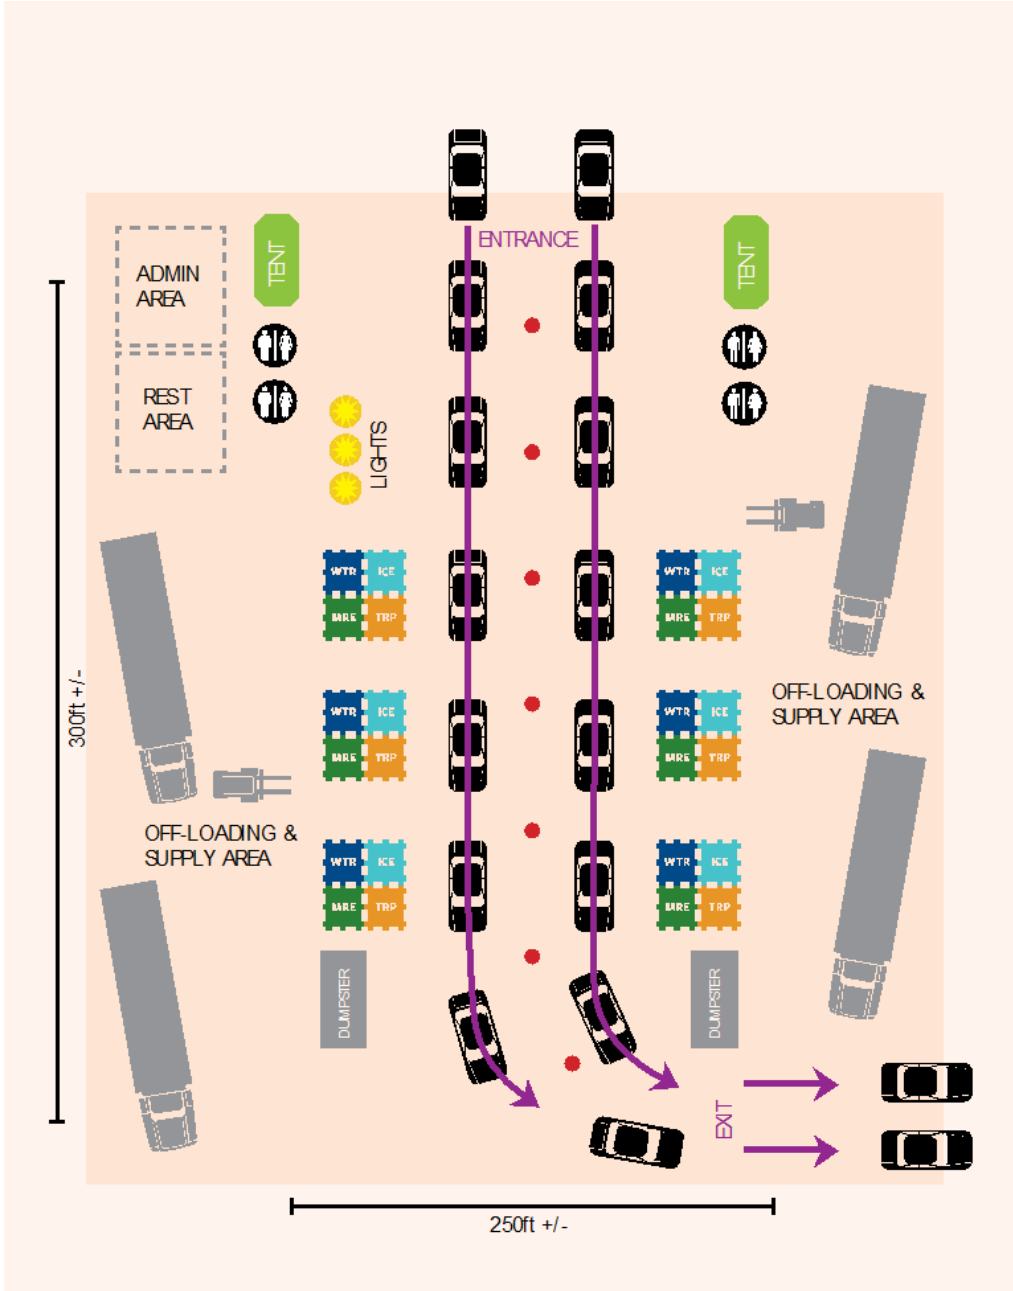 ENTRANCE
TENT
TENT
ADMIN
AREA
REST
AREA
LIGHTS
WTR ICE
MRE TRP
WTR ICE
MRE TRP
OFF-LOADING &
SUPPLY AREA
300ft +/-
WTR ICE
MRE TRP
WTR ICE
MRE TRP
OFF-LOADING &
SUPPLY AREA
WTR ICE
MRE TRP
WTR ICE
MRE TRP
DUMPSTER
DUMPSTER
EXIT
250ft +/-